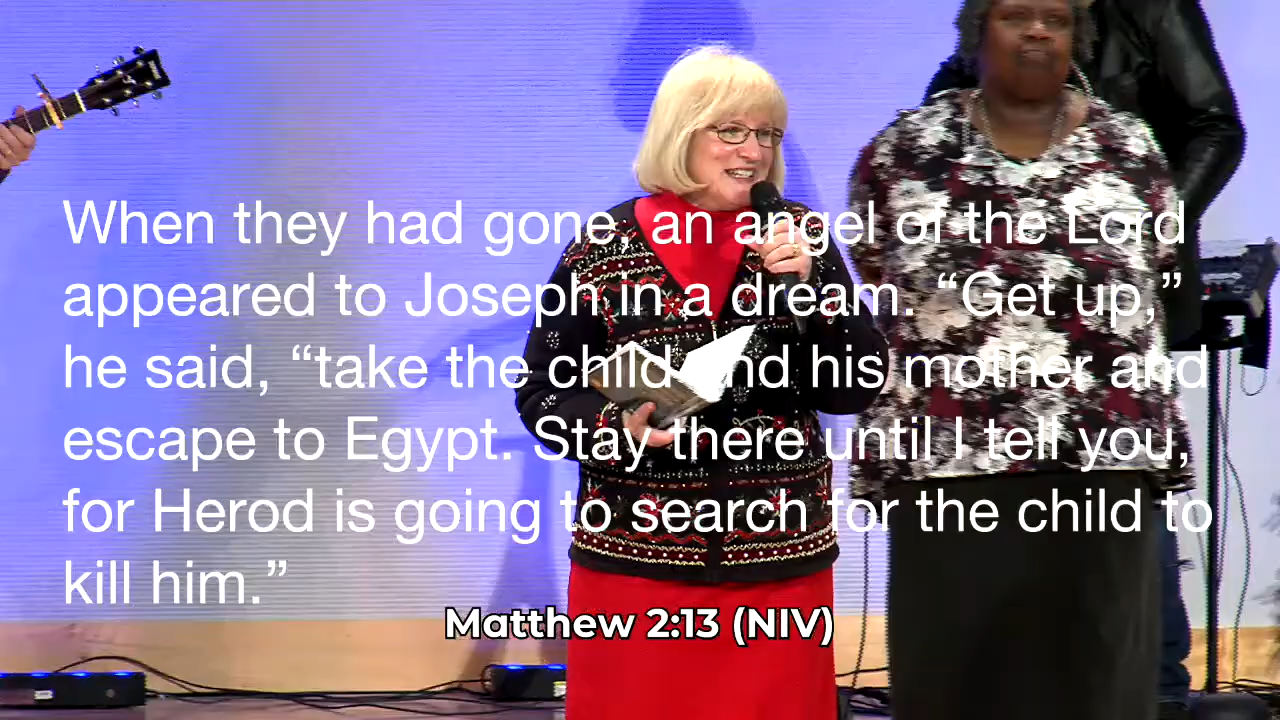 When they had gone, an angel of the Lord
appeared to Joseph in a dream. “Get up,”
he said, “take the child and his mother and
escape to Egypt. Stay there until I tell you,
for Herod is going to search for the child to
kill him.”
Matthew 2:13 (NIV)